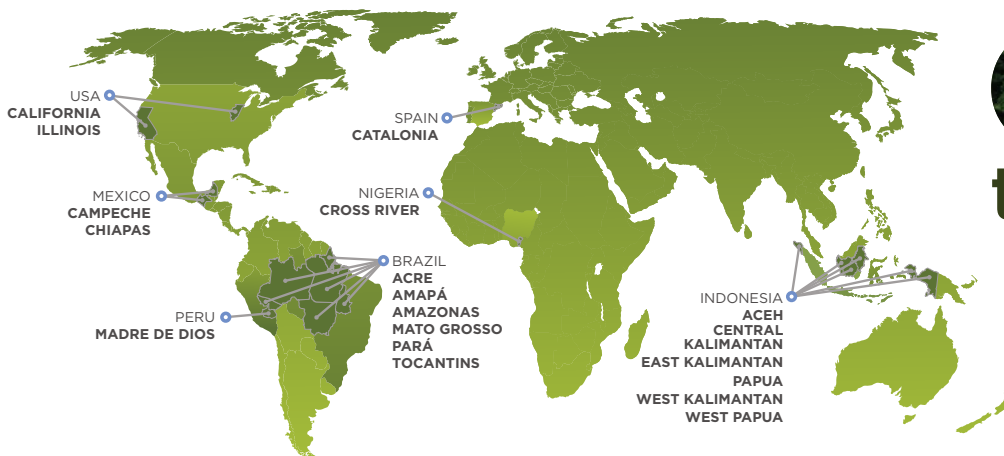 USA
CALIFORNIA
ILLINOIS
MEXICO
CAMPECHE
CHIAPAS
PERU
MADRE DE DIOS
BRAZIL
ACRE
AMAPÁ
AMAZONAS
MATO GROSSO
PARÁ
TOCANTINS
SPAIN
CATALONIA
NIGERIA
CROSS RIVER
INDONESIA
ACEH
CENTRAL
KALIMANTAN
EAST KALIMANTAN
PAPUA
WEST KALIMANTAN
WEST PAPUA
t